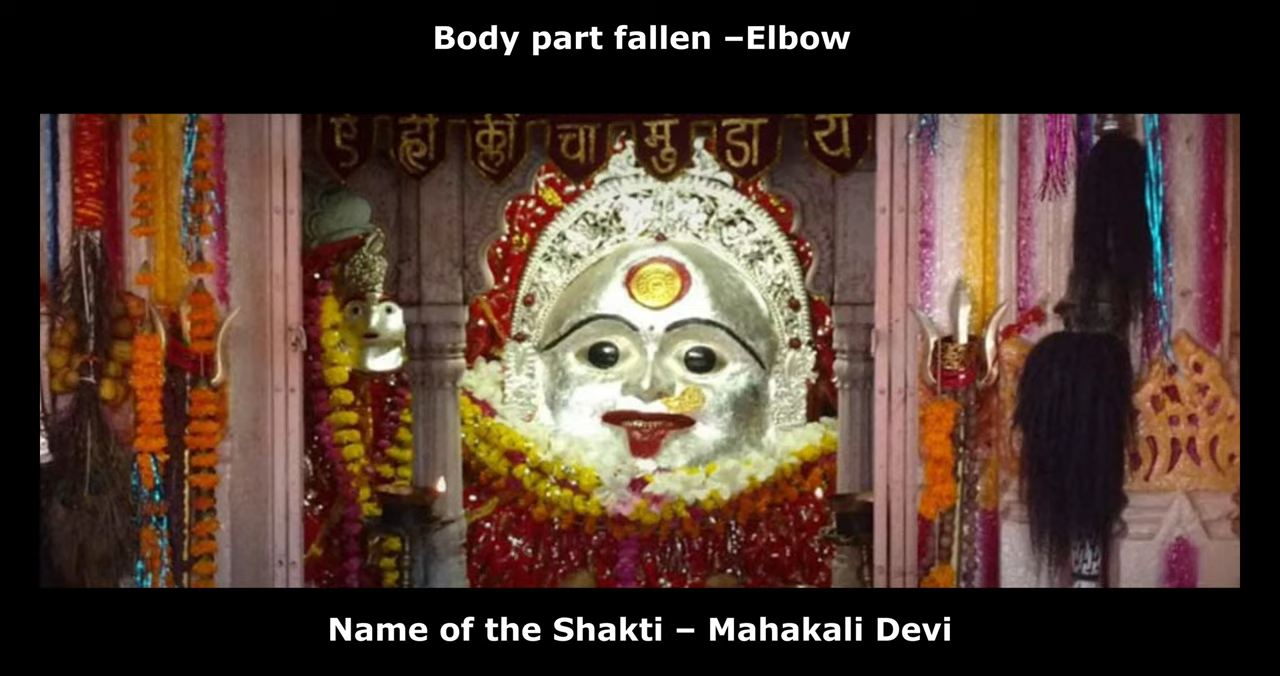 Body part fallen –Elbow
ऐ ह्रीं क्लीं चा मु डा यै
Name of the Shakti – Mahakali Devi